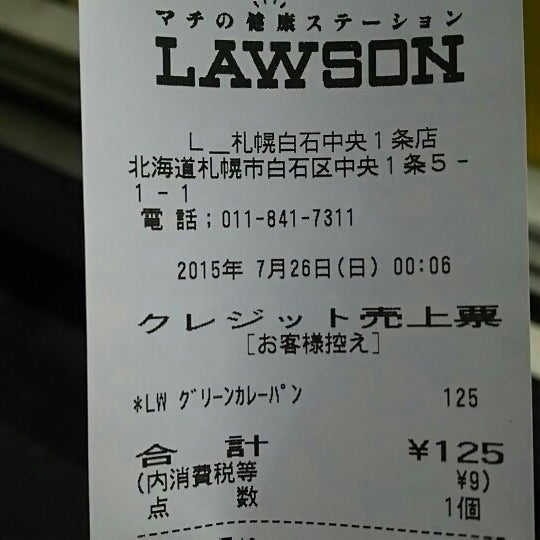 マチの健康ステーション
LAWSON
L＿札幌白石中央１条店
北海道札幌市白石区中央１条５－
１－１
電話；011-841-7311
2015年 7月26日(日) 00:06
クレジット売上票
[お客様控え]
*LW グリーンカレーパン 125
合 計 ¥125
(内消費税等 ¥9)
点 数 1個